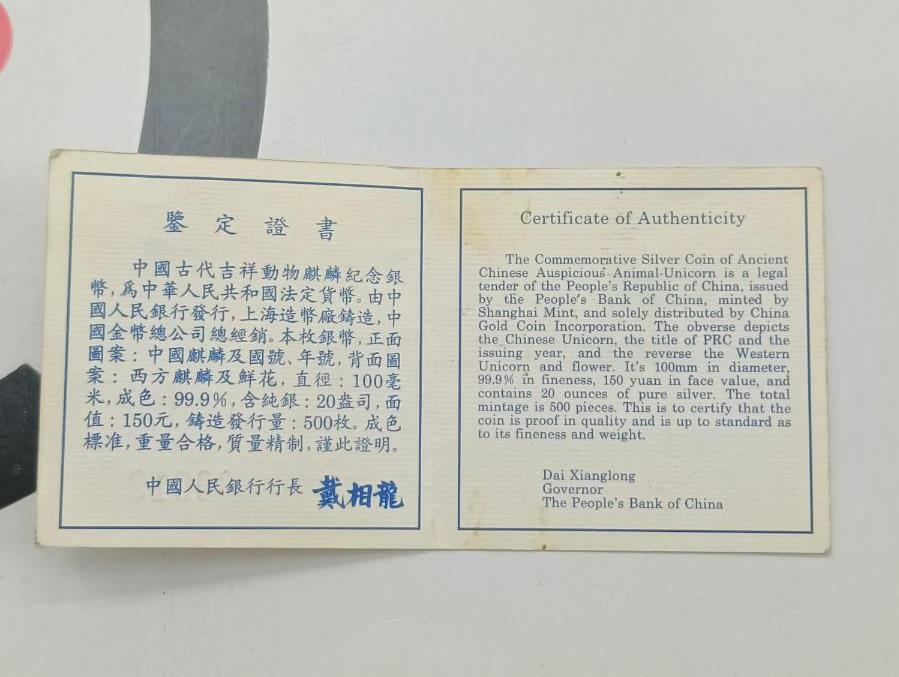 鑒定證書
中國古代吉祥動物麒麟紀念銀
幣，爲中華人民共和國法定貨幣。由中
國人民銀行發行，上海造幣廠鑄造，中
國金幣總公司總經銷。本枚銀幣，正面
圖案：中國麒麟及國號、年號，背面圖
案：西方麒麟及鮮花，直徑：100毫
米，成色：99.9%，含純銀：20盎司，面
值：150元，鑄造發行量：500枚。成色
標准，重量合格，質量精制，謹此證明。
中國人民銀行行長 戴相龍
Certificate of Authenticity
The Commemorative Silver Coin of Ancient
Chinese Auspicious Animal-Unicorn is a legal
tender of the People's Republic of China, issued
by the People's Bank of China, minted by
Shanghai Mint, and solely distributed by China
Gold Coin Incorporation. The obverse depicts
the Chinese Unicorn, the title of PRC and the
issuing year, and the reverse the Western
Unicorn and flower. It's 100mm in diameter,
99.9% in fineness, 150 yuan in face value, and
contains 20 ounces of pure silver. The total
mintage is 500 pieces. This is to certify that the
coin is proof in quality and is up to standard as
to its fineness and weight.
Dai Xianglong
Governor
The People's Bank of China